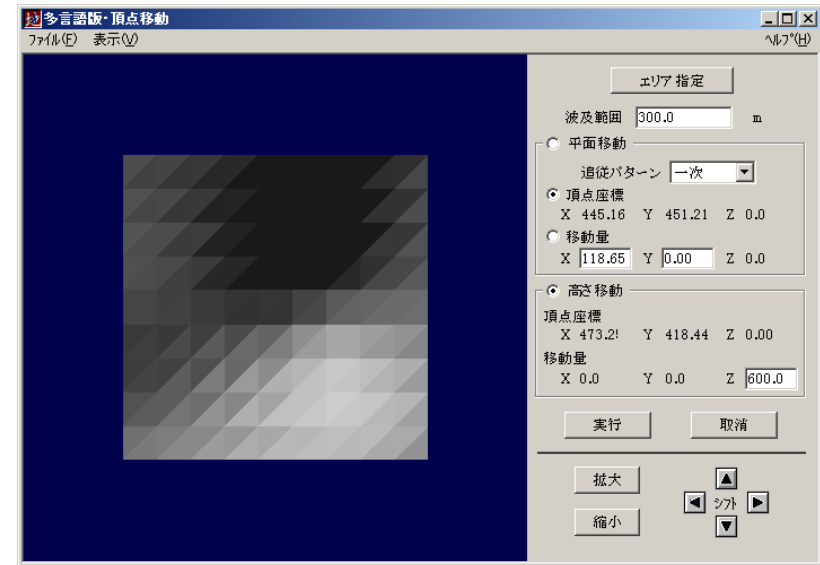 多言語版・頂点移動
ﾌｧｲﾙ(F) 表示(V) ﾍﾙﾌﾟ(H)
エリア 指定
波及範囲 300.0 m
平面移動
追従パターン 一次
頂点座標
X 445.16 Y 451.21 Z 0.0
移動量
X 118.65 Y 0.00 Z 0.0
高さ移動
頂点座標
X 473.2 Y 418.44 Z 0.00
移動量
X 0.0 Y 0.0 Z 600.0
実行 取消
拡大
ｼﾌﾄ
縮小